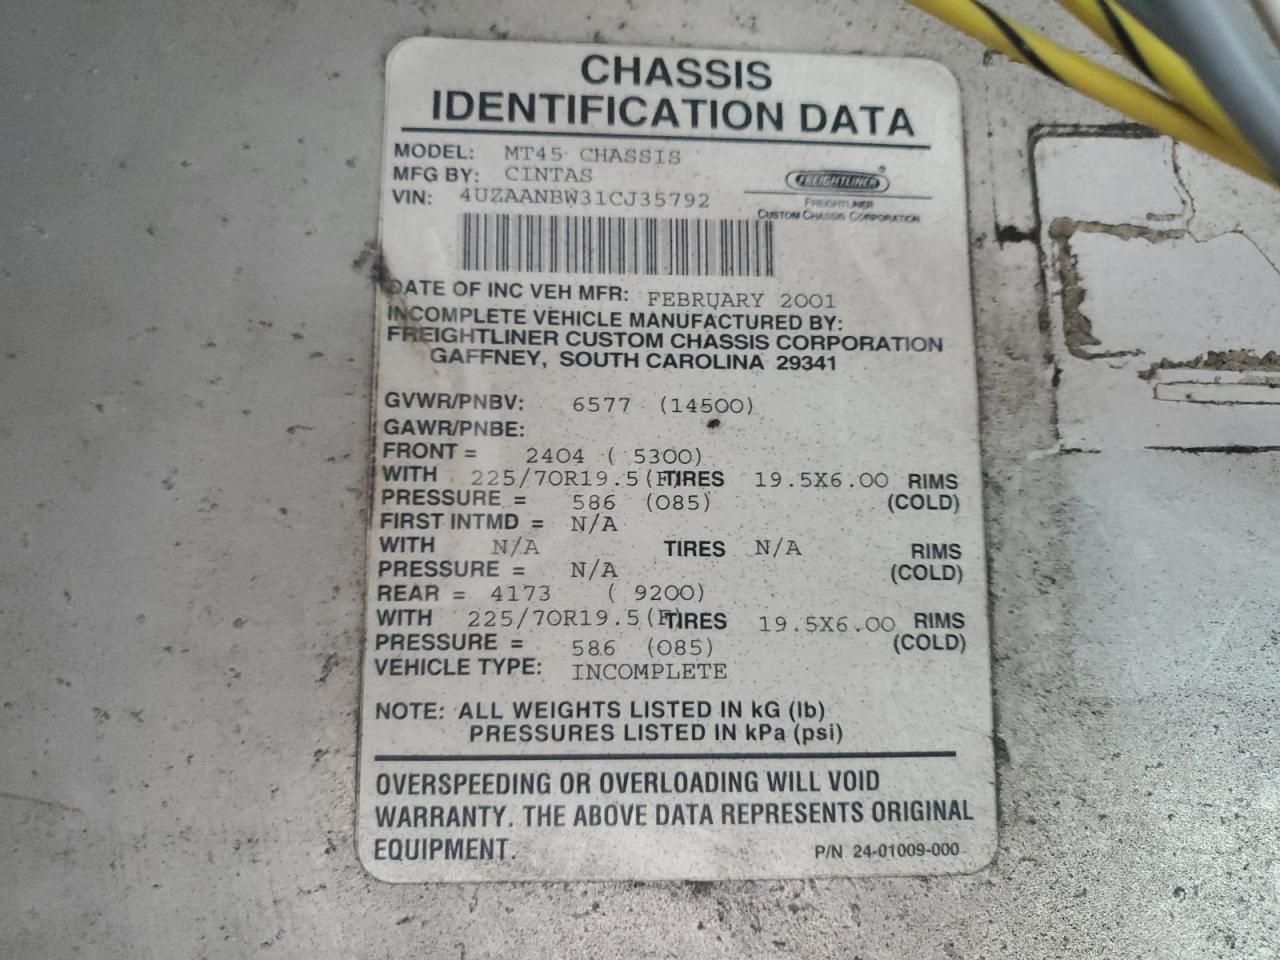 CHASSIS
IDENTIFICATION DATA
MODEL: MT45 CHASSIS
MFG BY: CINTAS
VIN: 4UZAANBW31CJ35792
FREIGHTLINER
FREIGHTLINER
CUSTOM CHASSIS CORPORATION
DATE OF INC VEH MFR: FEBRUARY 2001
INCOMPLETE VEHICLE MANUFACTURED BY:
FREIGHTLINER CUSTOM CHASSIS CORPORATION
GAFFNEY, SOUTH CAROLINA 29341
GVWR/PNBV: 6577 (14500)
GAWR/PNBE:
FRONT = 2404 ( 5300)
WITH 225/70R19.5(F) TIRES 19.5X6.00 RIMS
PRESSURE = 586 (085) (COLD)
FIRST INTMD = N/A
WITH N/A TIRES N/A RIMS
PRESSURE = N/A (COLD)
REAR = 4173 ( 9200)
WITH 225/70R19.5(F) TIRES 19.5X6.00 RIMS
PRESSURE = 586 (085) (COLD)
VEHICLE TYPE: INCOMPLETE
NOTE: ALL WEIGHTS LISTED IN kG (lb)
PRESSURES LISTED IN kPa (psi)
OVERSPEEDING OR OVERLOADING WILL VOID
WARRANTY. THE ABOVE DATA REPRESENTS ORIGINAL
EQUIPMENT.
P/N 24-01009-000